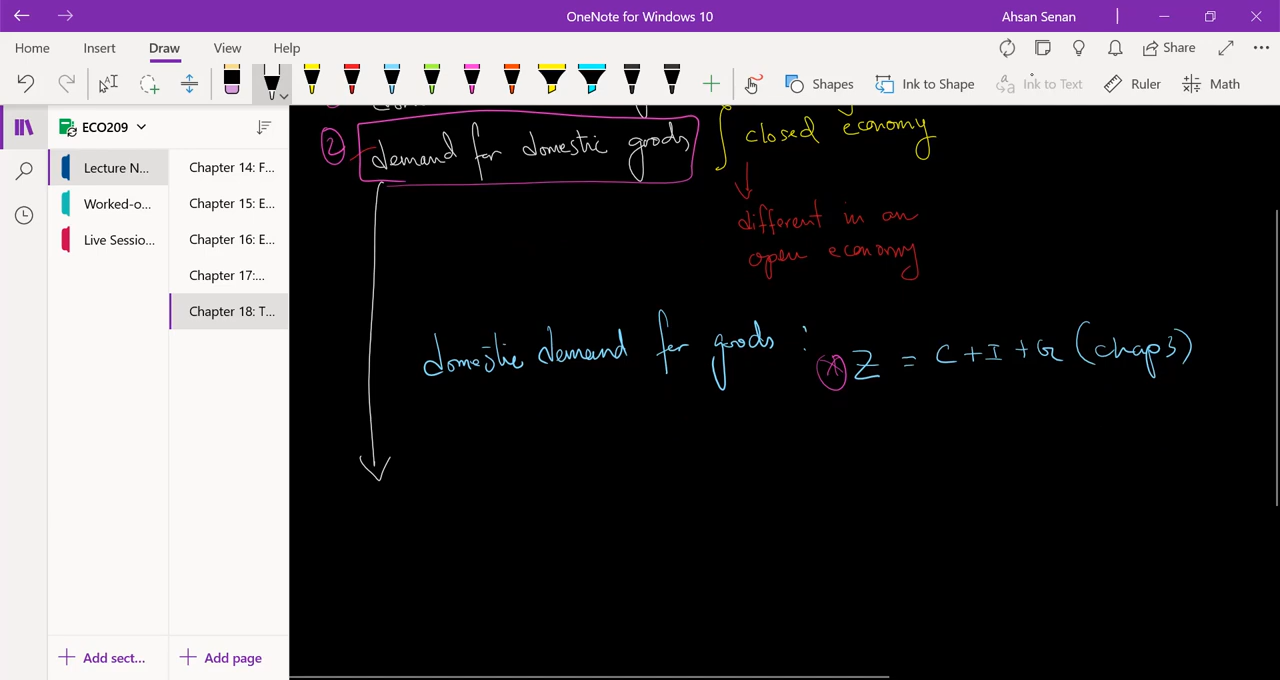 OneNote for Windows 10
Ahsan Senan
Home
Insert
Draw
View
Help
Share
Shapes
Ink to Shape
Ink to Text
Ruler
Math
ECO209
Lecture N...
Worked-o...
Live Sessio...
Chapter 14: F...
Chapter 15: E...
Chapter 16: E...
Chapter 17:...
Chapter 18: T...
Add sect...
Add page
② demand for domestic goods
closed economy
different in an
open economy
domestic demand for goods : * Z = C + I + G (chap 3)